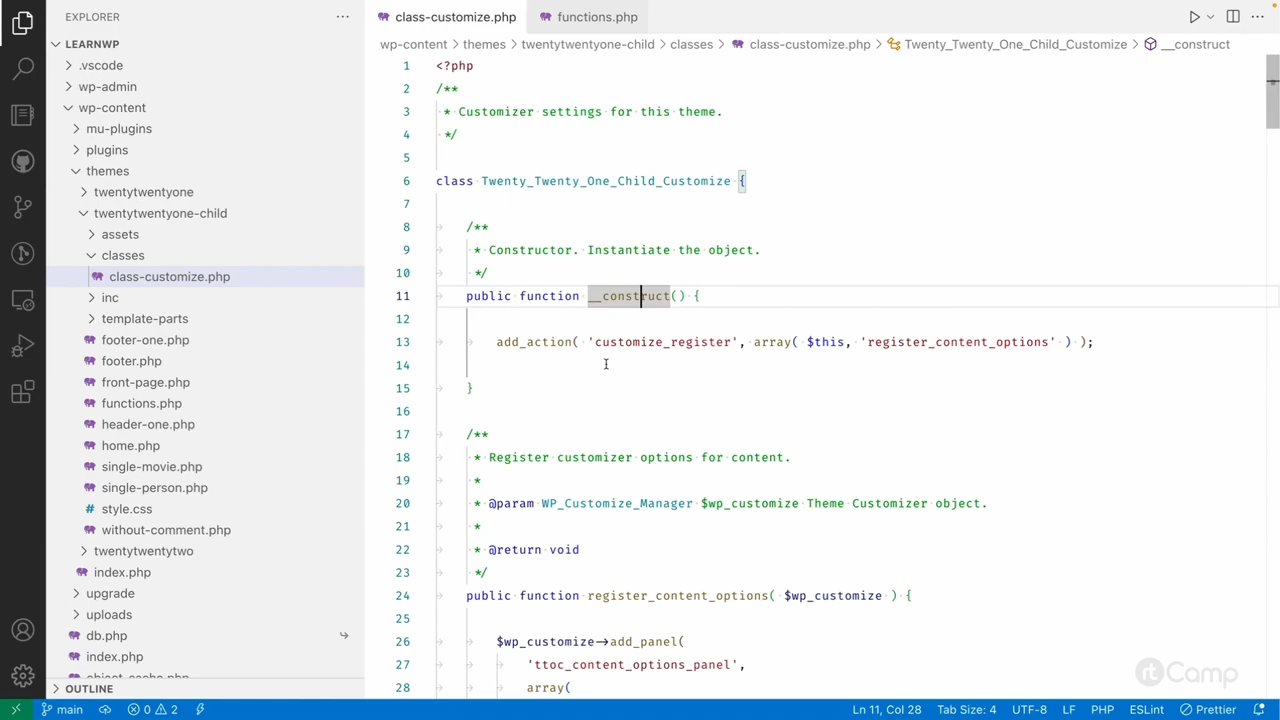 EXPLORER
LEARNWP
.vscode
wp-admin
wp-content
mu-plugins
plugins
themes
twentytwentyone
twentytwentyone-child
assets
classes
class-customize.php
inc
template-parts
footer-one.php
footer.php
front-page.php
functions.php
header-one.php
home.php
single-movie.php
single-person.php
style.css
without-comment.php
twentytwentytwo
index.php
upgrade
uploads
db.php
index.php
object-cache.php
OUTLINE
class-customize.php
functions.php
wp-content > themes > twentytwentyone-child > classes > class-customize.php > Twenty_Twenty_One_Child_Customize > __construct
1 <?php
2 /**
3 * Customizer settings for this theme.
4 */
5
6 class Twenty_Twenty_One_Child_Customize {
7
8 /**
9 * Constructor. Instantiate the object.
10 */
11 public function __construct() {
12
13 add_action( 'customize_register', array( $this, 'register_content_options' ) );
14
15 }
16
17 /**
18 * Register customizer options for content.
19 *
20 * @param WP_Customize_Manager $wp_customize Theme Customizer object.
21 *
22 * @return void
23 */
24 public function register_content_options( $wp_customize ) {
25
26 $wp_customize->add_panel(
27 'ttoc_content_options_panel',
28 array(
rtCamp
main 0 2 Ln 11, Col 28 Tab Size: 4 UTF-8 LF PHP ESLint Prettier